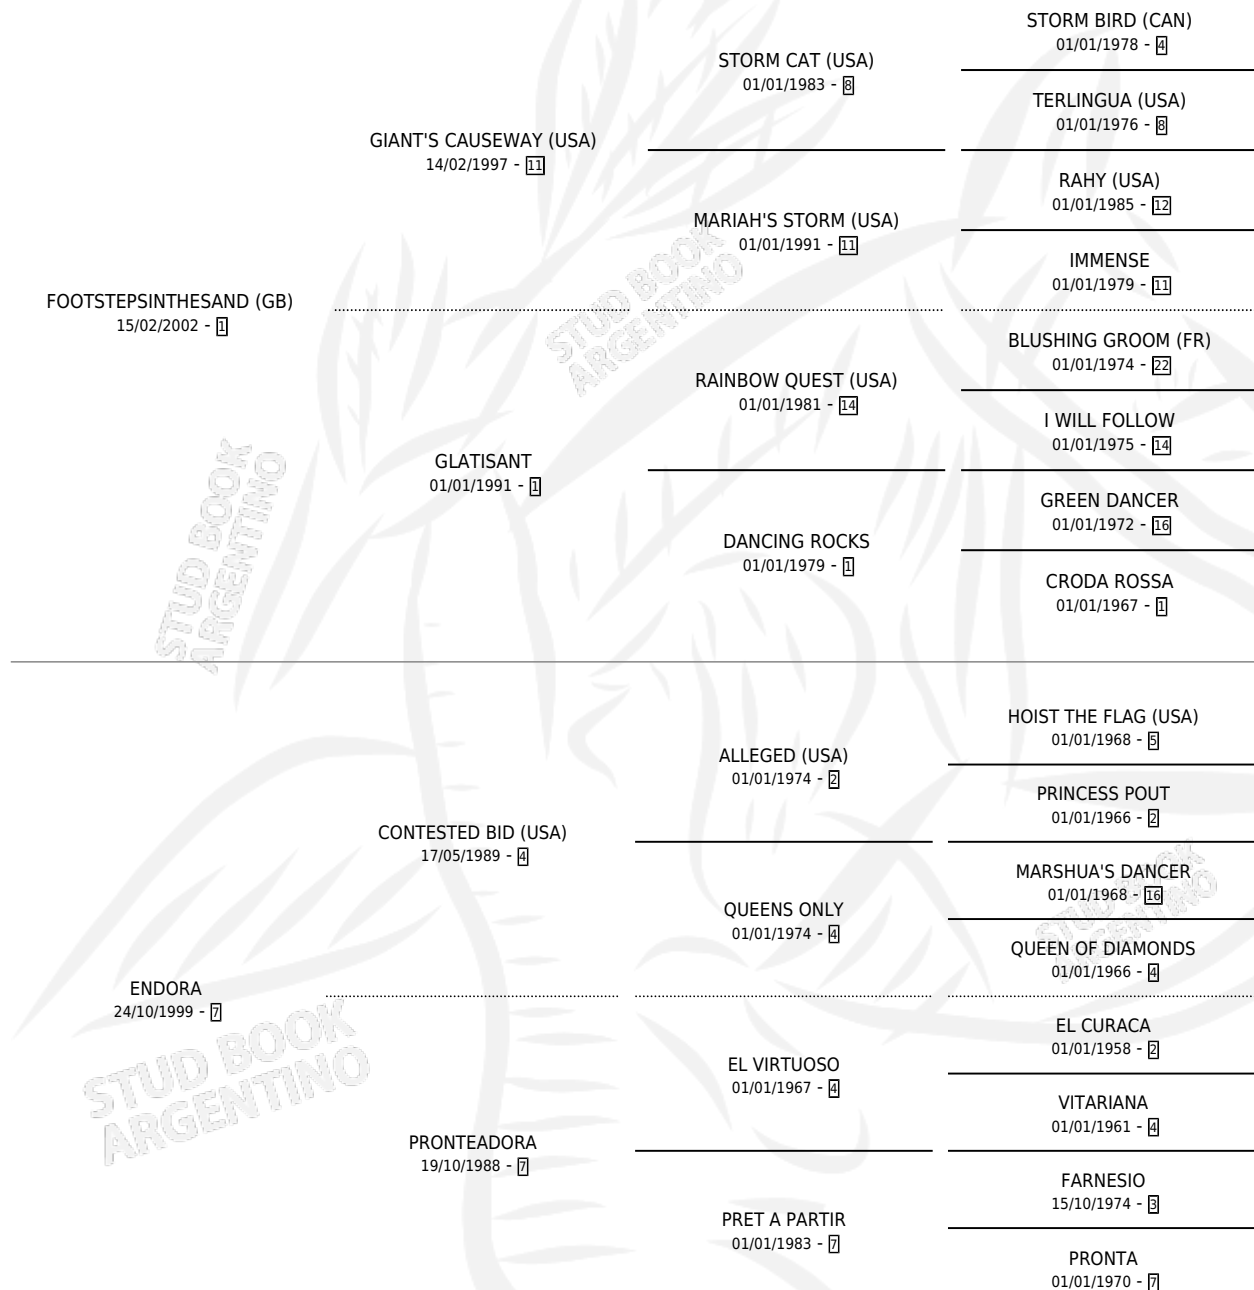 STORM BIRD (CAN)
01/01/1978 - 4
STORM CAT (USA)
01/01/1983 - 8
TERLINGUA (USA)
01/01/1976 - 8
GIANT'S CAUSEWAY (USA)
14/02/1997 - 11
RAHY (USA)
01/01/1985 - 12
MARIAH'S STORM (USA)
01/01/1991 - 11
IMMENSE
01/01/1979 - 11
FOOTSTEPSINTHESAND (GB)
15/02/2002 - 1
STUD BOOK
ARGENTINO
BLUSHING GROOM (FR)
01/01/1974 - 22
RAINBOW QUEST (USA)
01/01/1981 - 14
I WILL FOLLOW
01/01/1975 - 14
GLATISANT
01/01/1991 - 1
GREEN DANCER
01/01/1972 - 16
DANCING ROCKS
01/01/1979 - 1
CRODA ROSSA
01/01/1967 - 1
STUD BOOK
ARGENTINO
HOIST THE FLAG (USA)
01/01/1968 - 5
ALLEGED (USA)
01/01/1974 - 2
PRINCESS POUT
01/01/1966 - 2
CONTESTED BID (USA)
17/05/1989 - 4
MARSHUA'S DANCER
01/01/1968 - 16
QUEENS ONLY
01/01/1974 - 4
STUD BOOK
ARGENTINO
QUEEN OF DIAMONDS
01/01/1966 - 4
ENDORA
24/10/1999 - 7
STUD BOOK
ARGENTINO
EL CURACA
01/01/1958 - 2
EL VIRTUOSO
01/01/1967 - 4
VITARIANA
01/01/1961 - 4
PRONTEADORA
19/10/1988 - 7
FARNESIO
15/10/1974 - 3
PRET A PARTIR
01/01/1983 - 7
PRONTA
01/01/1970 - 7